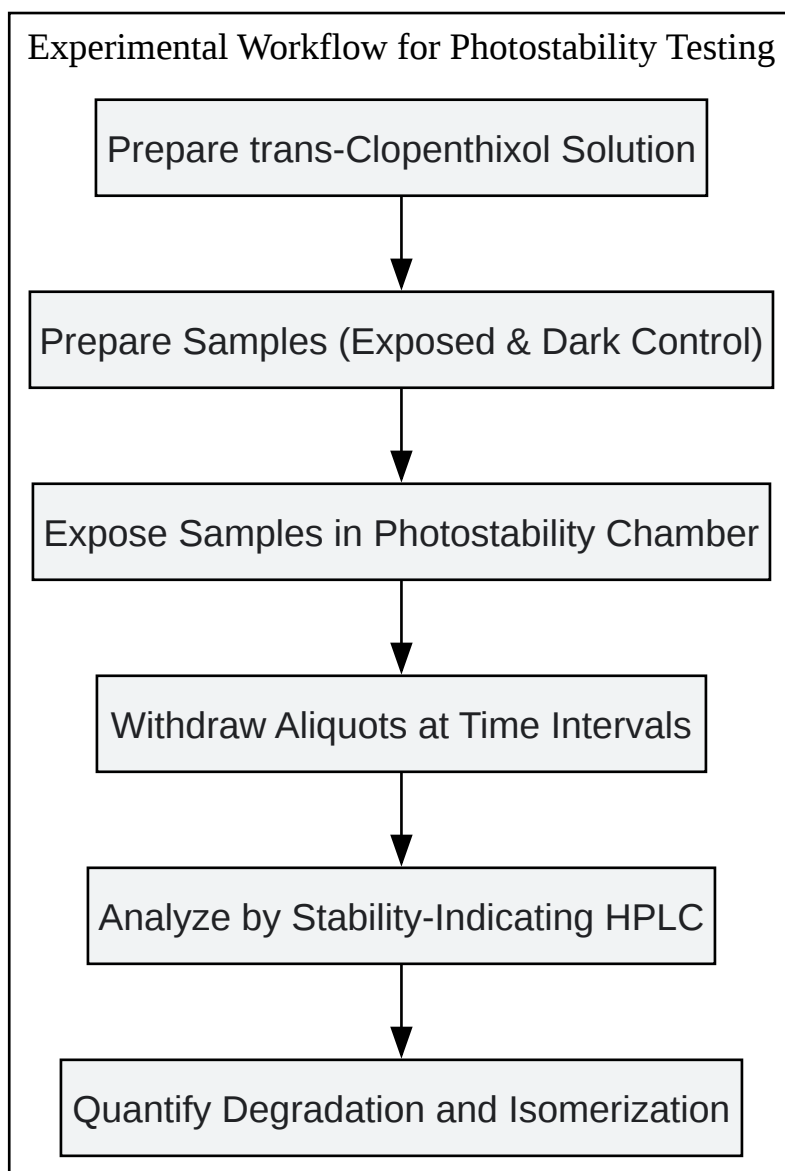 Experimental Workflow for Photostability Testing
Prepare trans-Clopenthixol Solution
Prepare Samples (Exposed & Dark Control)
Expose Samples in Photostability Chamber
Withdraw Aliquots at Time Intervals
Analyze by Stability-Indicating HPLC
Quantify Degradation and Isomerization